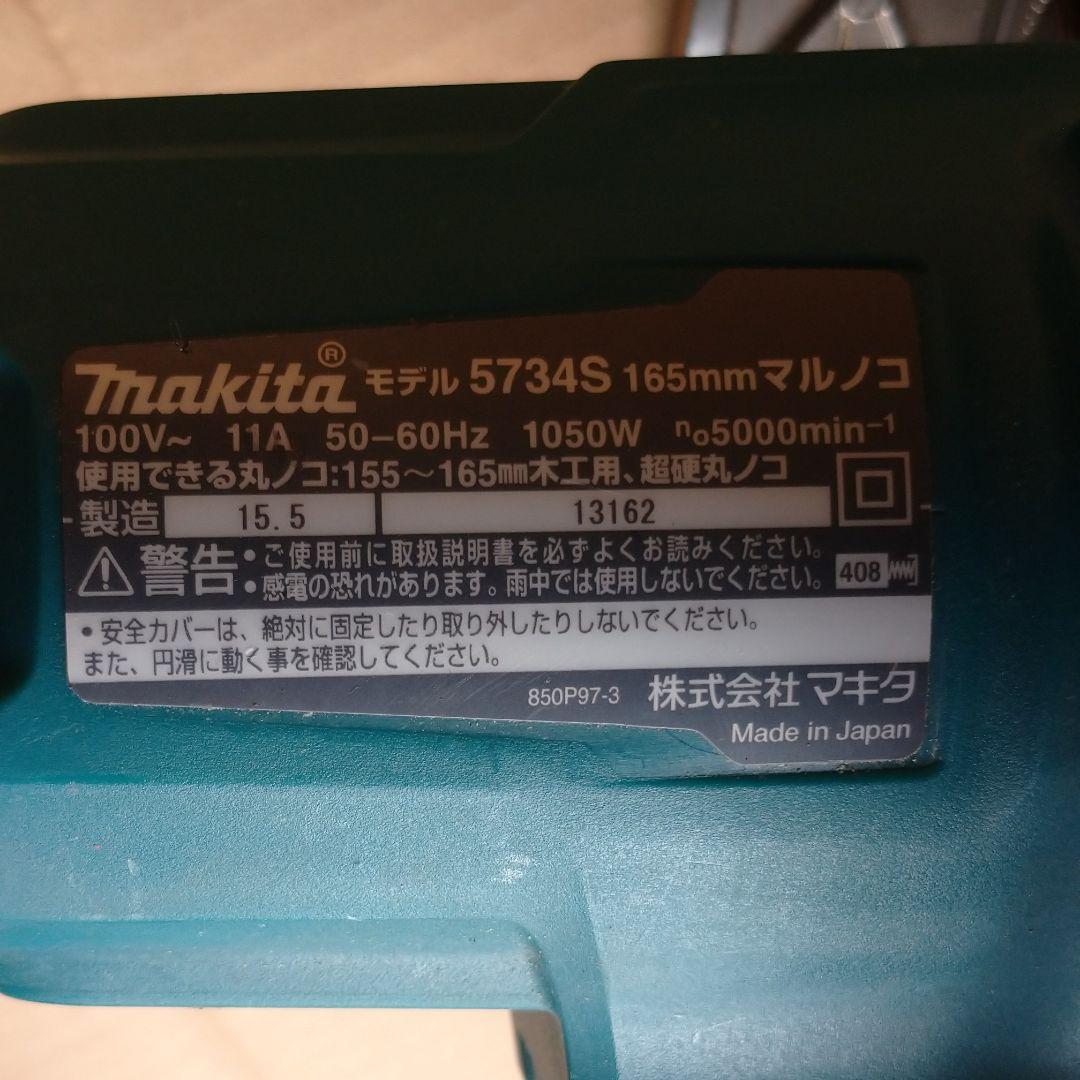 makita® モデル 5734S 165mmマルノコ
100V~ 11A 50-60Hz 1050W n₀5000min⁻¹
使用できる丸ノコ:155～165㎜木工用、超硬丸ノコ
製造 15.5 13162
警告 •ご使用前に取扱説明書を必ずよくお読みください。
•感電の恐れがあります。雨中では使用しないでください。 408
•安全カバーは、絶対に固定したり取り外したりしないでください。
また、円滑に動く事を確認してください。
850P97-3 株式会社マキタ
Made in Japan